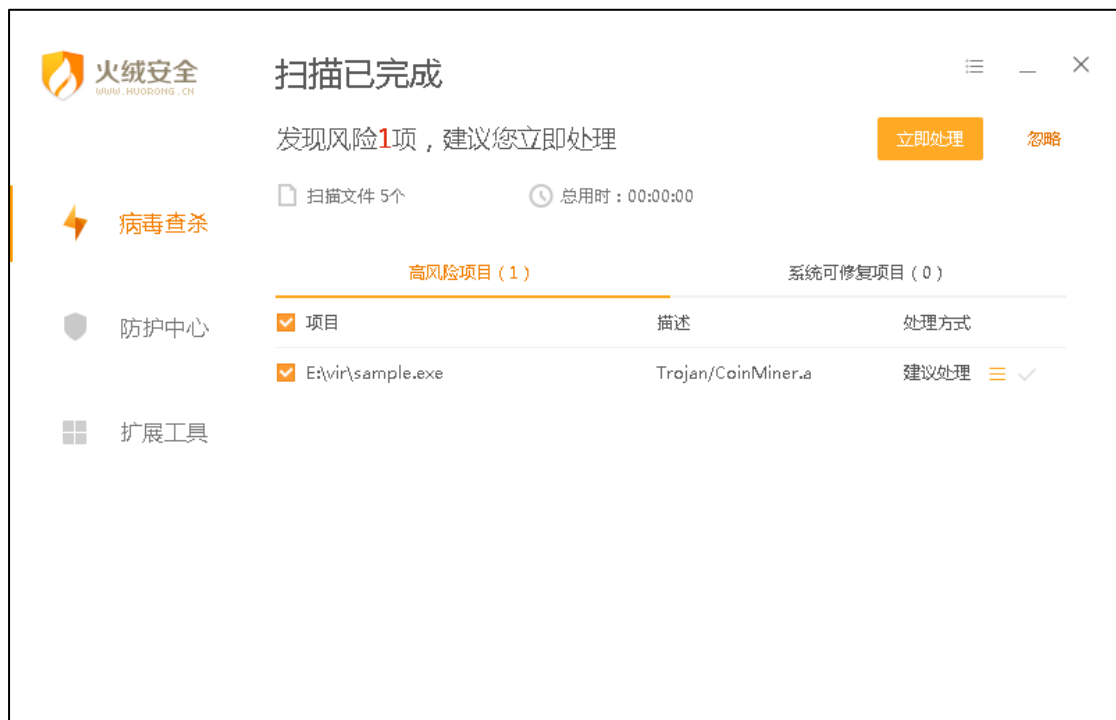 火绒安全
WWW.HUORONG.CN
扫描已完成
发现风险1项，建议您立即处理
立即处理
忽略
扫描文件 5个
总用时：00:00:00
病毒查杀
防护中心
扩展工具
高风险项目（1）
系统可修复项目（0）
项目 描述 处理方式
E:\vir\sample.exe Trojan/CoinMiner.a 建议处理